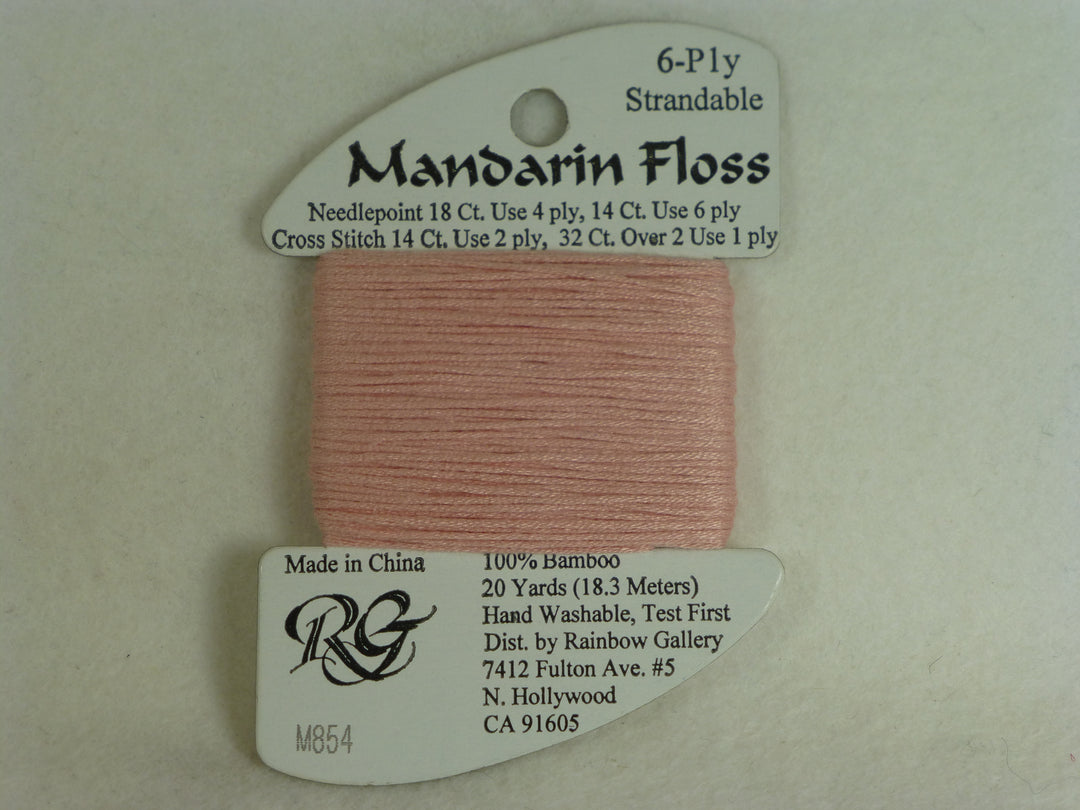 6-Ply
Strandable
Mandarin Floss
Needlepoint 18 Ct. Use 4 ply, 14 Ct. Use 6 ply
Cross Stitch 14 Ct. Use 2 ply, 32 Ct. Over 2 Use 1 ply
Made in China
RG
M854
100% Bamboo
20 Yards (18.3 Meters)
Hand Washable, Test First
Dist. by Rainbow Gallery
7412 Fulton Ave. #5
N. Hollywood
CA 91605